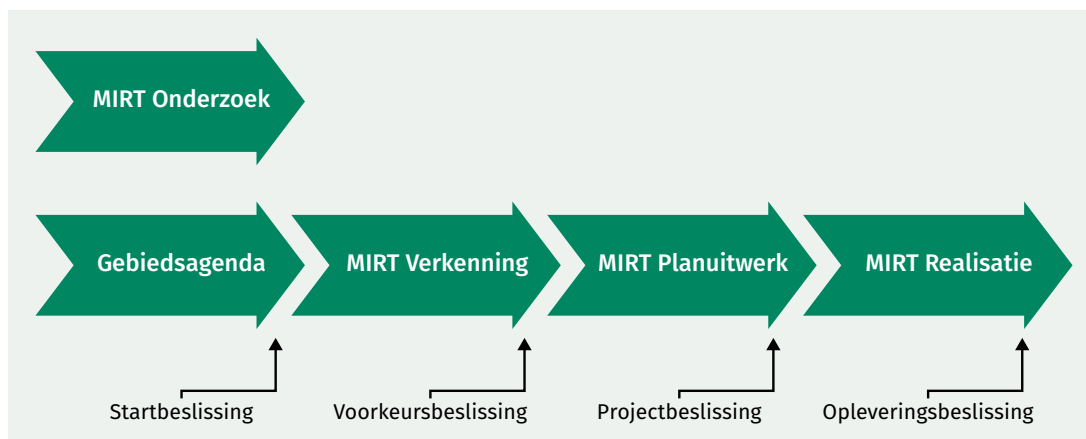 MIRT Onderzoek
Gebiedsagenda
MIRT Verkenning
MIRT Planuitwerk
MIRT Realisatie
Startbeslissing
Voorkeursbeslissing
Projectbeslissing
Opleveringsbeslissing